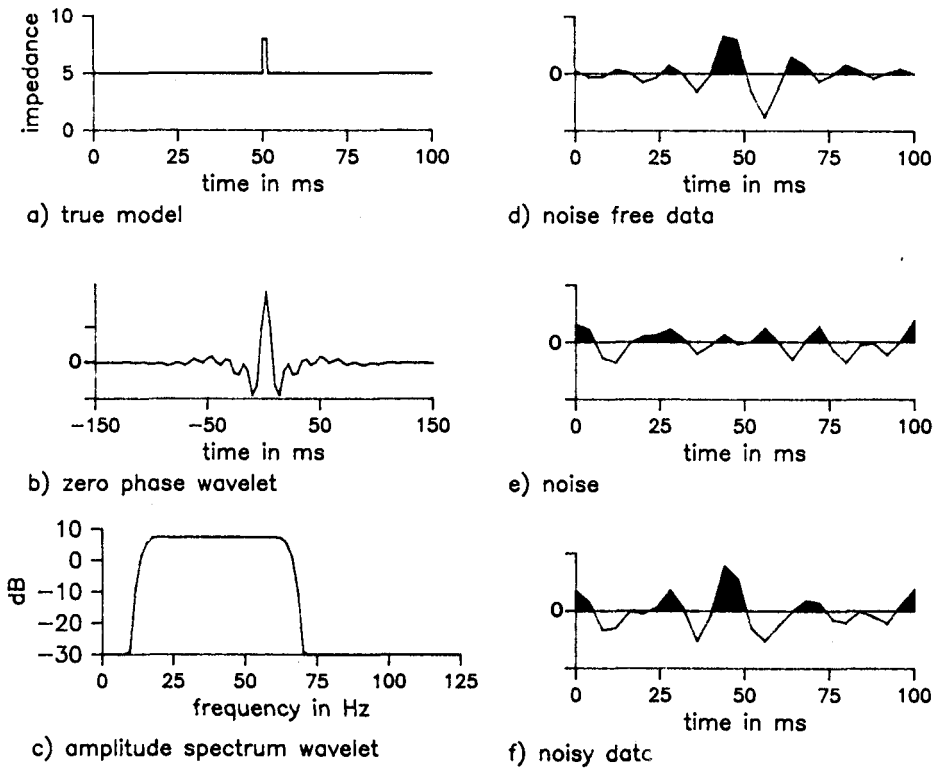 impedance
10
5
0
0 25 50 75 100
time in ms
a) true model
0
−150 −50 50 150
time in ms
b) zero phase wavelet
dB
10
0
−10
−20
−30
0 25 50 75 100 125
frequency in Hz
c) amplitude spectrum wavelet
0
0 25 50 75 100
time in ms
d) noise free data
0
0 25 50 75 100
time in ms
e) noise
0
0 25 50 75 100
time in ms
f) noisy datc